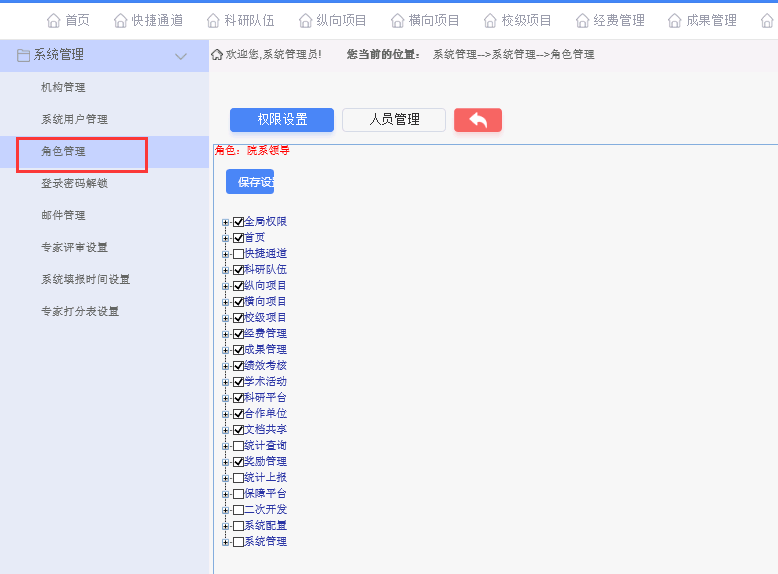 首页 快捷通道 科研队伍 纵向项目 横向项目 校级项目 经费管理 成果管理
系统管理
欢迎您,系统管理员! 您当前的位置： 系统管理-->系统管理-->角色管理
机构管理
系统用户管理
角色管理
登录密码解锁
邮件管理
专家评审设置
系统填报时间设置
专家打分表设置
权限设置 人员管理
角色：院系领导
保存设置
全局权限
首页
快捷通道
科研队伍
纵向项目
横向项目
校级项目
经费管理
成果管理
绩效考核
学术活动
科研平台
合作单位
文档共享
统计查询
奖励管理
统计上报
保障平台
二次开发
系统配置
系统管理